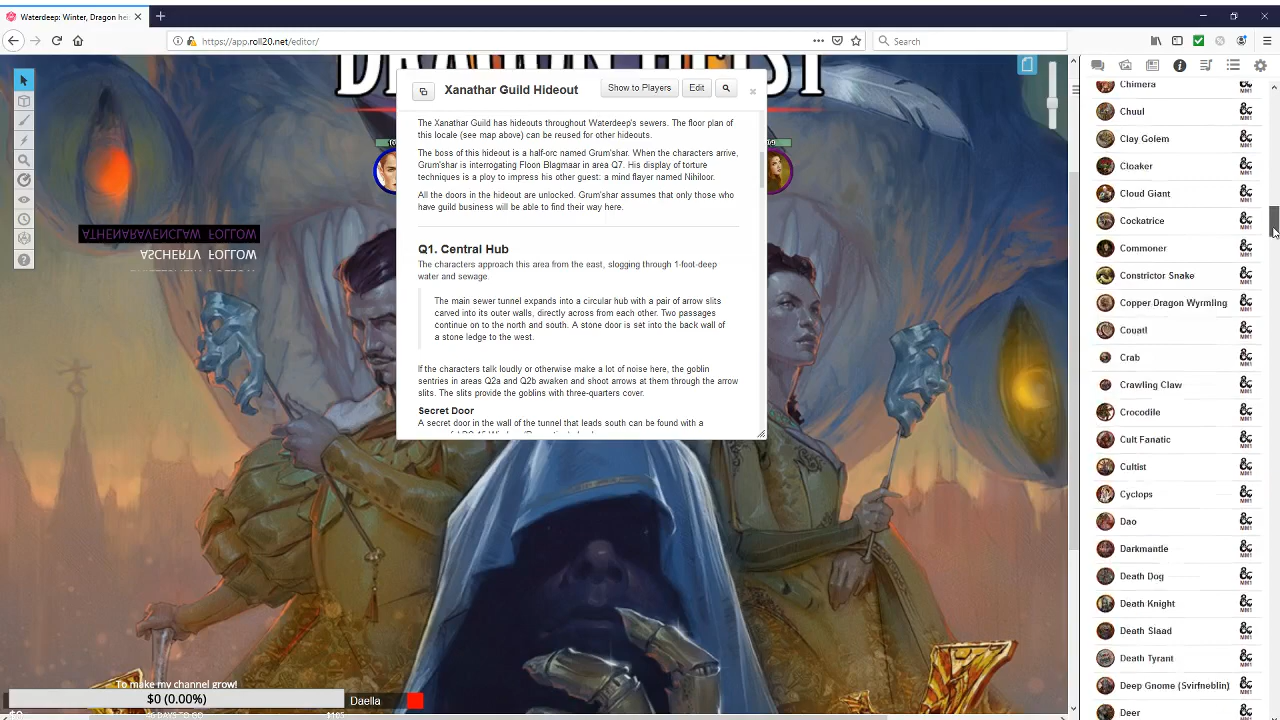 Waterdeep: Winter, Dragon hei
https://app.roll20.net/editor/
Search
DRAGON HEIST
Xanathar Guild Hideout
Show to Players
Edit
The Xanathar Guild has hideouts throughout Waterdeep's sewers. The floor plan of
this locale (see map above) can be reused for other hideouts.
The boss of this hideout is a half-orc named Grum'shar. When the characters arrive,
Grum'shar is interrogating Floon Blagmaar in area Q7. His display of torture
techniques is a ploy to impress his other guest: a mind flayer named Nihiloor.
All the doors in the hideout are unlocked. Grum'shar assumes that only those who
have guild business will be able to find their way here.
Q1. Central Hub
The characters approach this area from the east, slogging through 1-foot-deep
water and sewage.
The main sewer tunnel expands into a circular hub with a pair of arrow slits
carved into its outer walls, directly across from each other. Two passages
continue on to the north and south. A stone door is set into the back wall of
a stone ledge to the west.
If the characters talk loudly or otherwise make a lot of noise here, the goblin
sentries in areas Q2a and Q2b awaken and shoot arrows at them through the arrow
slits. The slits provide the goblins with three-quarters cover.
Secret Door
A secret door in the wall of the tunnel that leads south can be found with a
ATHENARAVENCLAW FOLLOW
ASCHERTV FOLLOW
To make my channel grow!
$0 (0.00%)
$0
$105
Daella
Chimera
Chuul
Clay Golem
Cloaker
Cloud Giant
Cockatrice
Commoner
Constrictor Snake
Copper Dragon Wyrmling
Couatl
Crab
Crawling Claw
Crocodile
Cult Fanatic
Cultist
Cyclops
Dao
Darkmantle
Death Dog
Death Knight
Death Slaad
Death Tyrant
Deep Gnome (Svirfneblin)
Deer